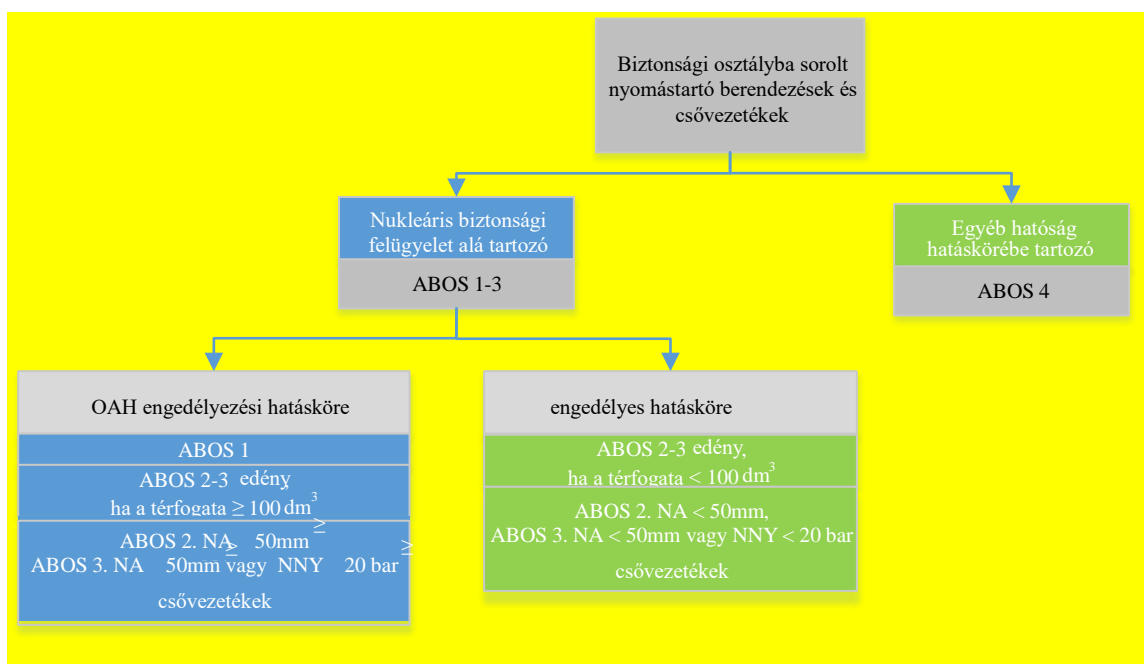 Biztonsági osztályba sorolt
nyomástartó berendezések és
csővezetékek
Nukleáris biztonsági
felügyelet alá tartozó
ABOS 1-3
Egyéb hatóság
hatáskörébe tartozó
ABOS 4
OAH engedélyezési hatásköre
ABOS 1
ABOS 2-3 edény,
ha a térfogata ≥ 100 dm³
ABOS 2. NA ≥ 50mm
ABOS 3. NA ≥ 50mm vagy NNY ≥ 20 bar
csővezetékek
engedélyes hatásköre
ABOS 2-3 edény,
ha a térfogata < 100 dm³
ABOS 2. NA < 50mm,
ABOS 3. NA < 50mm vagy NNY < 20 bar
csővezetékek